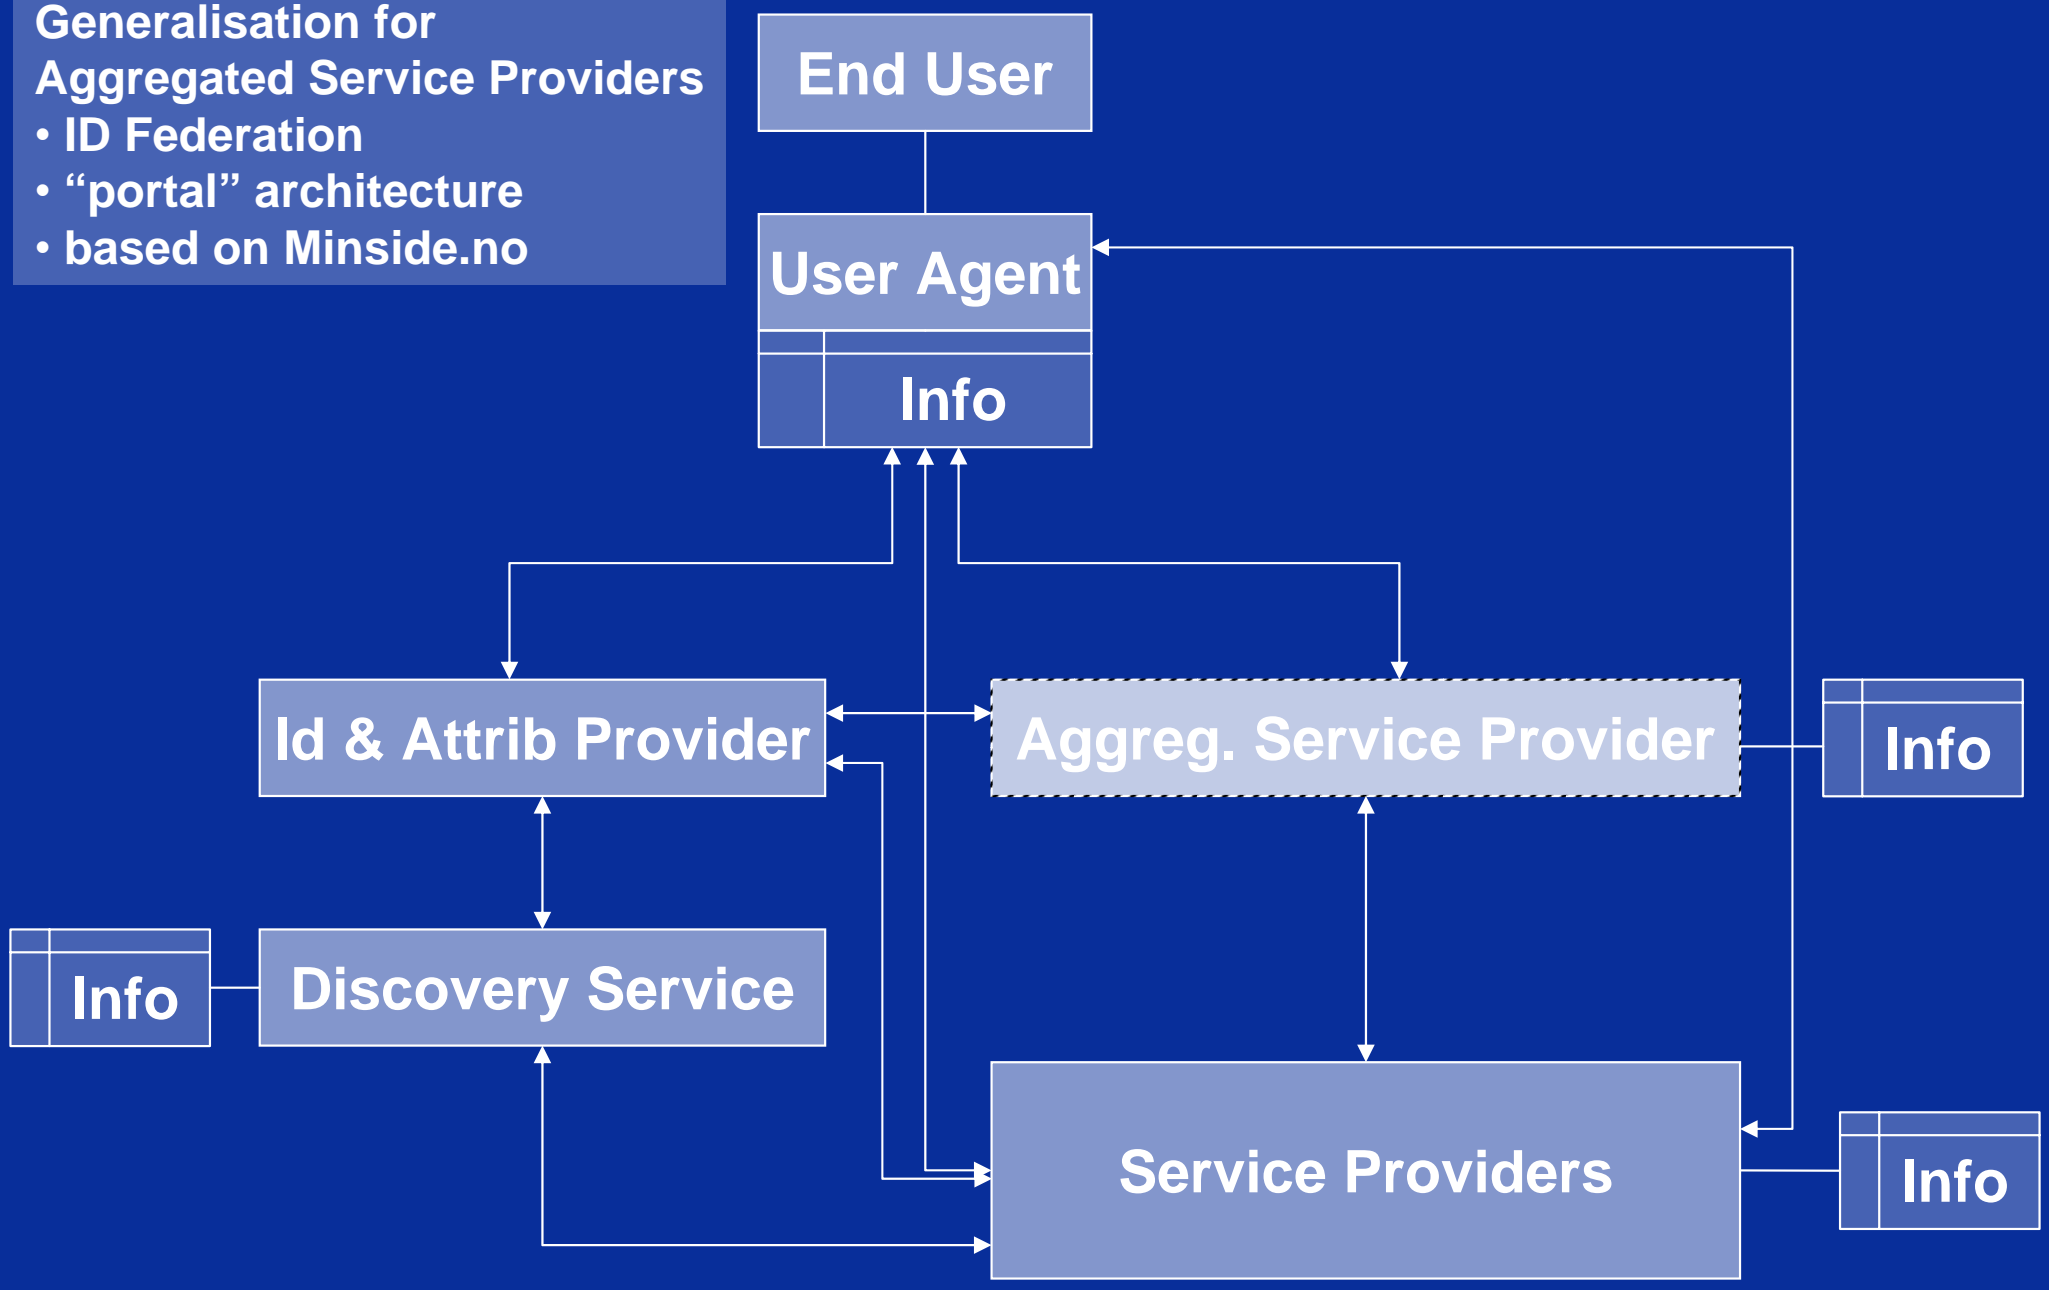 Generalisation for
Aggregated Service Providers
• ID Federation
• “portal” architecture
• based on Minside.no
End User
User Agent
Info
Id & Attrib Provider
Aggreg. Service Provider
Info
Info
Discovery Service
Service Providers
Info